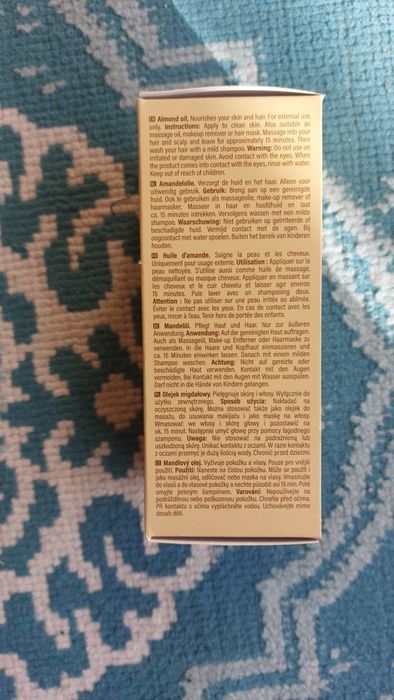 EN Almond oil. Nourishes your skin and hair. For external use
only. Instructions: Apply to clean skin. Also suitable as
massage oil, makeup remover or hair mask. Massage into your
hair and scalp and leave for approximately 15 minutes. Then
wash your hair with a mild shampoo. Warning: Do not use on
irritated or damaged skin. Avoid contact with the eyes. When
the product comes into contact with the eyes, rinse with water.
Keep out of reach of children.
NL Amandelolie. Verzorgt de huid en het haar. Alleen voor
uitwendig gebruik. Gebruik: Breng aan op een gereinigde
huid. Ook te gebruiken als massageolie, make-up remover of
haarmasker. Masseer in haar en hoofdhuid en laat
ca. 15 minuten intrekken. Vervolgens wassen met een milde
shampoo. Waarschuwing: Niet gebruiken op geïrriteerde of
beschadigde huid. Vermijd contact met de ogen. Bij
oogcontact met water spoelen. Buiten het bereik van kinderen
houden.
FR Huile d'amande. Soigne la peau et les cheveux.
Uniquement pour usage externe. Utilisation : Appliquer sur la
peau nettoyée. S'utilise aussi comme huile de massage,
démaquillant ou masque cheveux. Appliquer en massant sur
les cheveux et le cuir chevelu et laisser agir environ
15 minutes. Puis laver avec un shampooing doux.
Attention : Ne pas utiliser sur une peau irritée ou abîmée.
Éviter le contact avec les yeux. En cas de contact avec les
yeux, rincer à l'eau. Tenir hors de portée des enfants.
DE Mandelöl. Pflegt Haut und Haar. Nur zur äußeren
Anwendung. Anwendung: Auf der gereinigten Haut auftragen.
Auch als Massageöl, Make-up Entferner oder Haarmaske zu
verwenden. In die Haare und Kopfhaut einmassieren und
ca. 15 Minuten einwirken lassen. Danach mit einem milden
Shampoo waschen. Achtung: Nicht auf gereizte oder
beschädigte Haut verwenden. Kontakt mit den Augen
vermeiden. Bei Kontakt mit den Augen mit Wasser ausspülen.
Darf nicht in die Hände von Kindern gelangen.
PL Olejek migdałowy. Pielęgnuje skórę i włosy. Wyłącznie do
użytku zewnętrznego. Sposób użycia: Nakładać na
oczyszczoną skórę. Można stosować także jako olejek do
masażu, do usuwania makijażu i jako maskę na włosy.
Wmasować we włosy i skórę głowy i pozostawić na
ok. 15 minut. Następnie umyć głowę przy pomocy łagodnego
szamponu. Uwaga: Nie stosować na podrażnioną lub
uszkodzoną skórę. Unikać kontaktu z oczami. W razie kontaktu
z oczami przemyć je dużą ilością wody. Chronić przed dziećmi.
CZ Mandlový olej. Vyživuje pokožku a vlasy. Pouze pro vnější
použití. Použití: Naneste na čistou pokožku. Může se použít i
jako masážní olej, odličovač nebo maska na vlasy. Vmasírujte
do vlasů a do vlasové pokožky a nechte působit asi 15 min. Poté
umyjte jemným šampónem. Varování: Nepoužívejte na
podrážděnou nebo poškozenou pokožku. Chraňte před očima.
Při kontaktu s očima vypláchněte vodou. Uchovávejte mimo
dosah dětí.